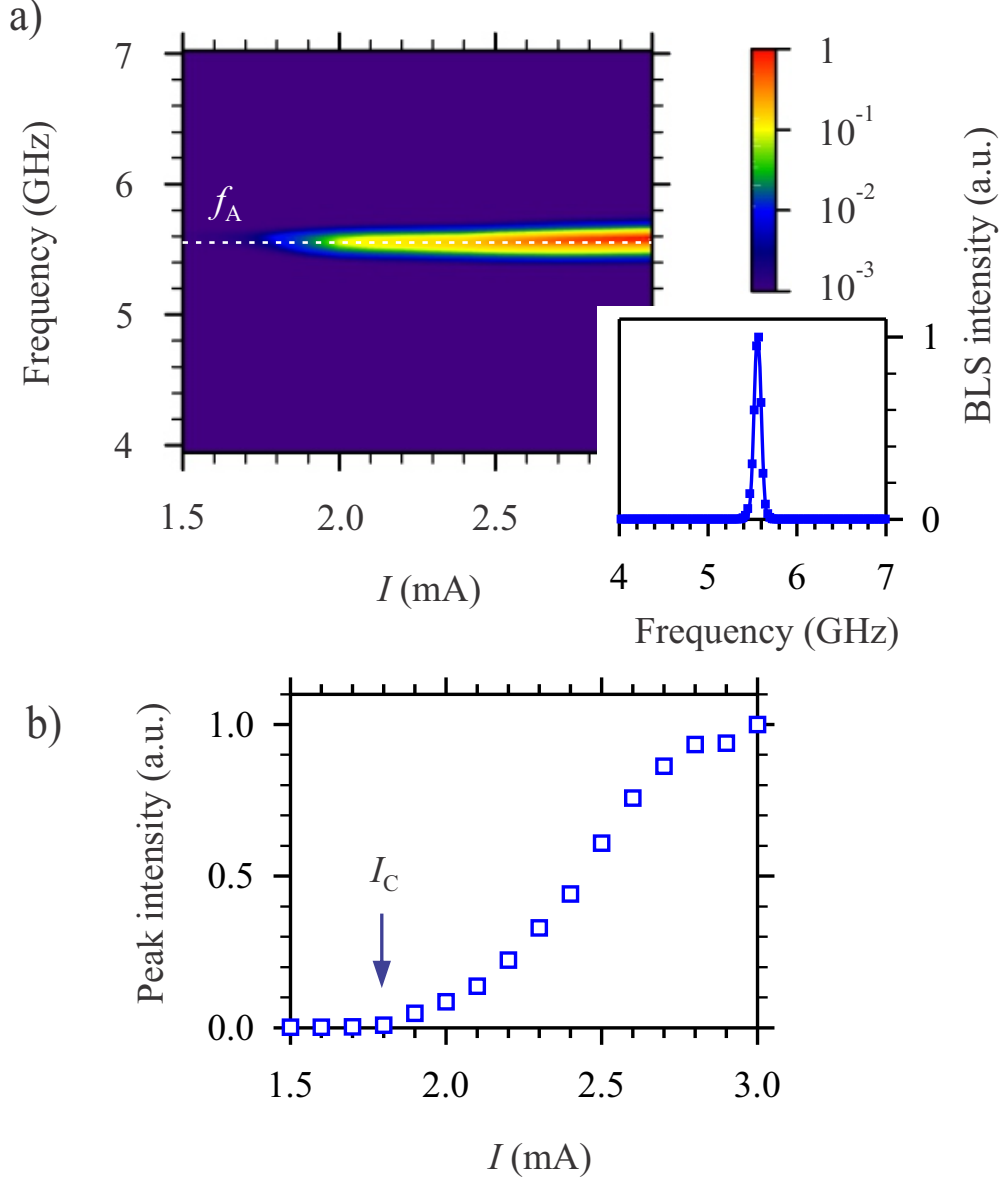 a)
Frequency (GHz)
7
6
5
4
f_A
1.5 2.0 2.5
I (mA)
1
10^-1
10^-2
10^-3
BLS intensity (a.u.)
1
0
4 5 6 7
Frequency (GHz)
b)
Peak intensity (a.u.)
1.0
0.5
0.0
I_C
1.5 2.0 2.5 3.0
I (mA)